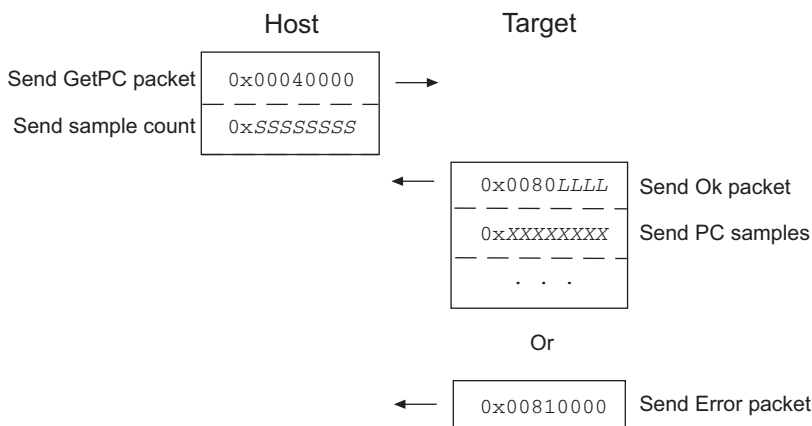 Host Target
Send GetPC packet 0x00040000
Send sample count 0xSSSSSSSS
0x0080LLLL Send Ok packet
0xXXXXXXXX Send PC samples
. . .
Or
0x00810000 Send Error packet